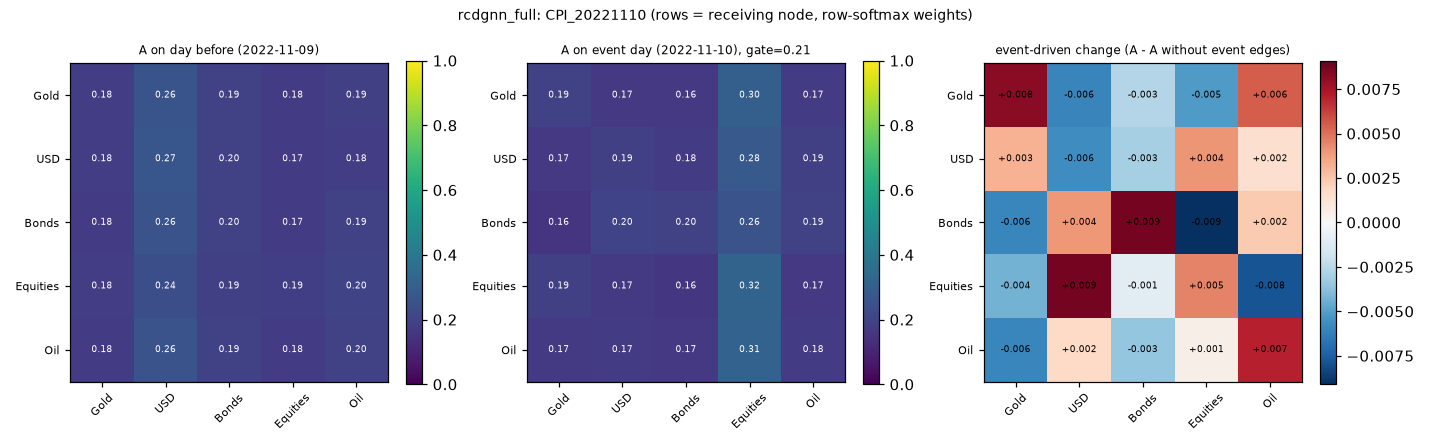 rcdgnn_full: CPI_20221110 (rows = receiving node, row-softmax weights)
A on day before (2022-11-09)
Gold 0.18 0.26 0.19 0.18 0.19
USD 0.18 0.27 0.20 0.17 0.18
Bonds 0.18 0.26 0.20 0.17 0.19
Equities 0.18 0.24 0.19 0.19 0.20
Oil 0.18 0.26 0.19 0.18 0.20
Gold USD Bonds Equities Oil
1.0
0.8
0.6
0.4
0.2
0.0
A on event day (2022-11-10), gate=0.21
Gold 0.19 0.17 0.16 0.30 0.17
USD 0.17 0.19 0.18 0.28 0.19
Bonds 0.16 0.20 0.20 0.26 0.19
Equities 0.19 0.17 0.16 0.32 0.17
Oil 0.17 0.17 0.17 0.31 0.18
Gold USD Bonds Equities Oil
1.0
0.8
0.6
0.4
0.2
0.0
event-driven change (A - A without event edges)
Gold +0.008 -0.006 -0.003 -0.005 +0.006
USD +0.003 -0.006 -0.003 +0.004 +0.002
Bonds -0.006 +0.004 +0.009 -0.009 +0.002
Equities -0.004 +0.009 -0.001 +0.005 -0.008
Oil -0.006 +0.002 -0.003 +0.001 +0.007
Gold USD Bonds Equities Oil
0.0075
0.0050
0.0025
0.0000
−0.0025
−0.0050
−0.0075